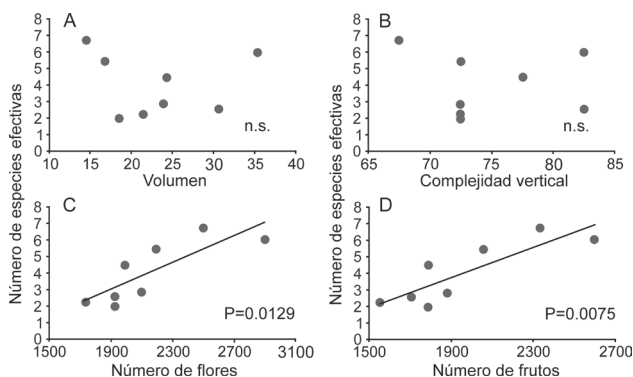 A
B
Número de especies efectivas
8
7
6
5
4
3
2
1
0
n.s.
10 15 20 25 30 35 40
Volumen
Número de especies efectivas
8
7
6
5
4
3
2
1
0
n.s.
65 70 75 80 85
Complejidad vertical
C
D
Número de especies efectivas
8
7
6
5
4
3
2
1
0
P=0.0129
1500 1900 2300 2700 3100
Número de flores
Número de especies efectivas
8
7
6
5
4
3
2
1
0
P=0.0075
1500 1900 2300 2700
Número de frutos